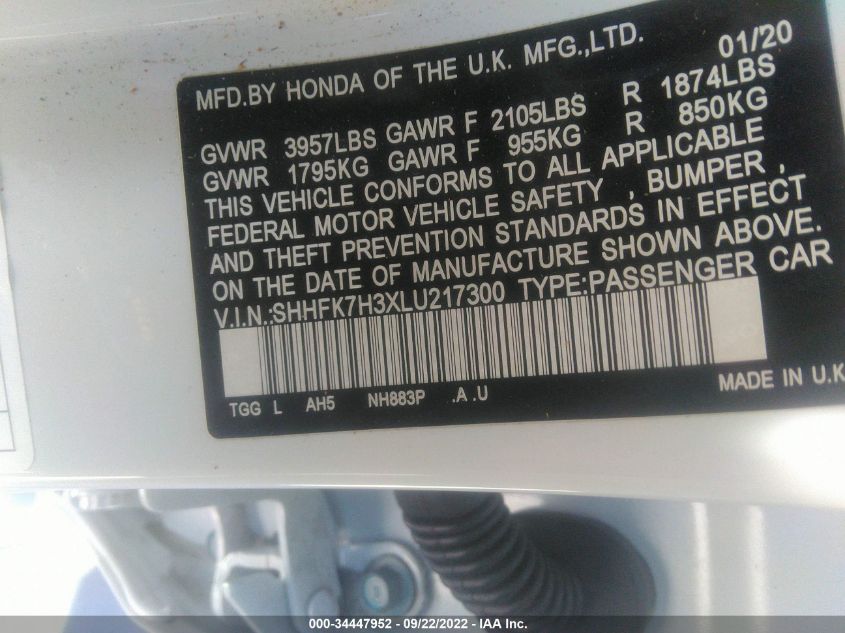 MFD.BY HONDA OF THE U.K. MFG.,LTD. 01/20
GVWR 3957LBS GAWR F 2105LBS R 1874LBS
GVWR 1795KG GAWR F 955KG R 850KG
THIS VEHICLE CONFORMS TO ALL APPLICABLE
FEDERAL MOTOR VEHICLE SAFETY , BUMPER ,
AND THEFT PREVENTION STANDARDS IN EFFECT
ON THE DATE OF MANUFACTURE SHOWN ABOVE.
V.I.N.:SHHFK7H3XLU217300 TYPE:PASSENGER CAR
TGG L AH5 NH883P .A .U MADE IN U.K
000-34447952 - 09/22/2022 - IAA Inc.